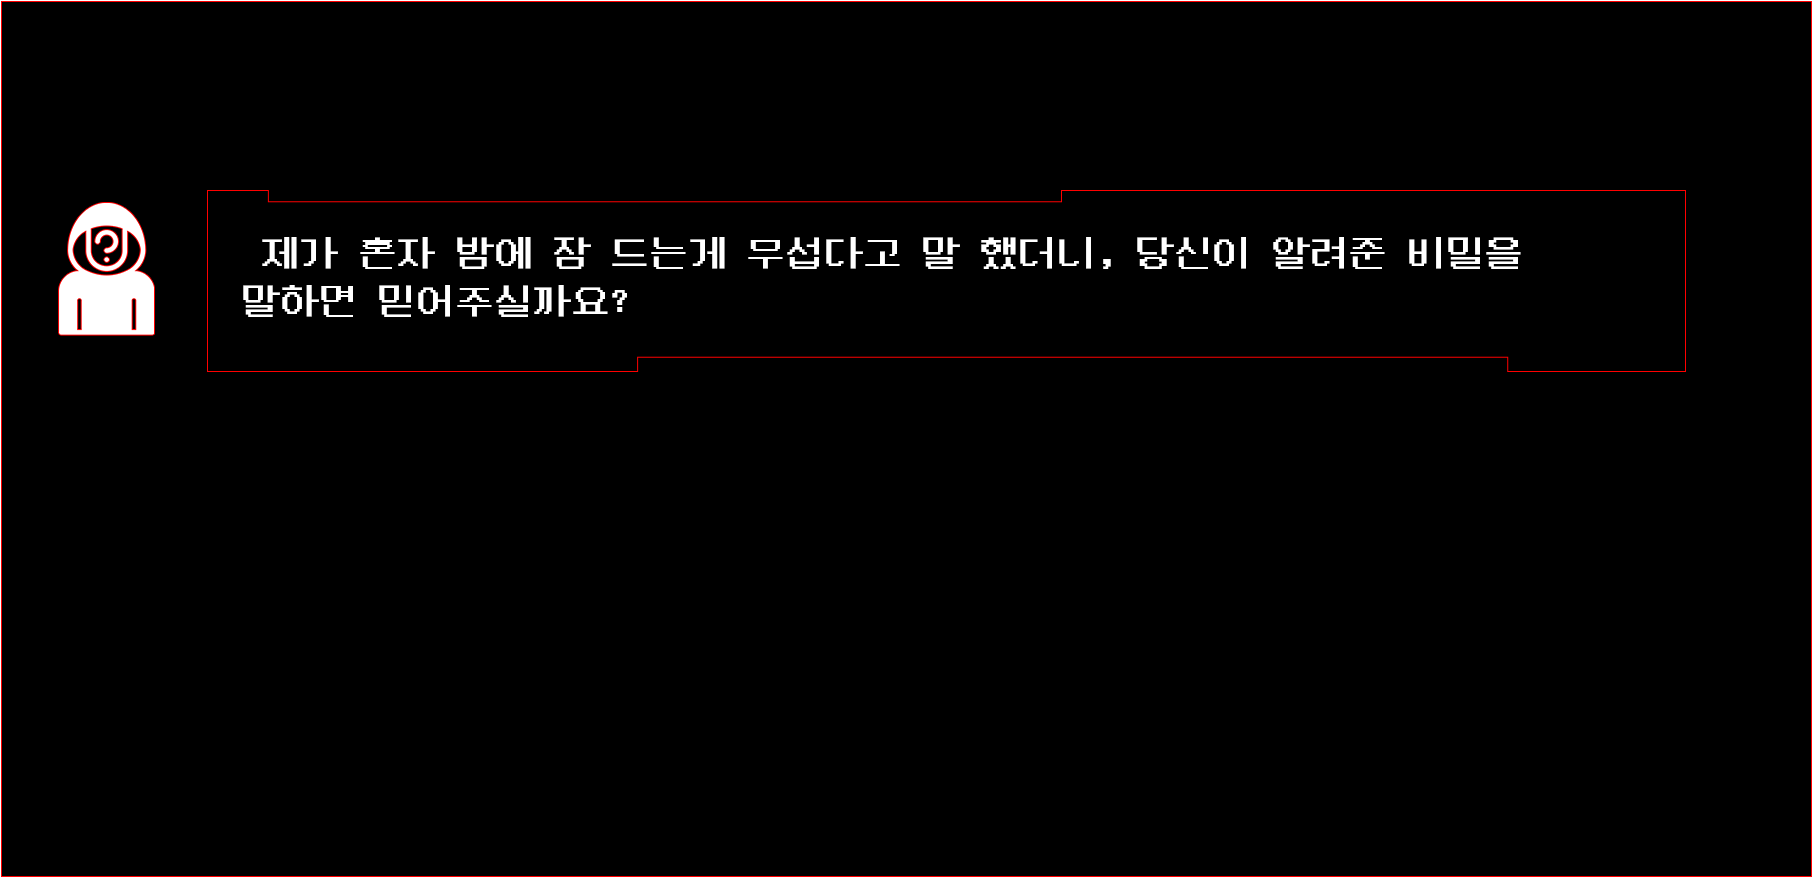 제가 혼자 밤에 잠 드는게 무섭다고 말 했더니, 당신이 알려준 비밀을
말하면 믿어주실까요?